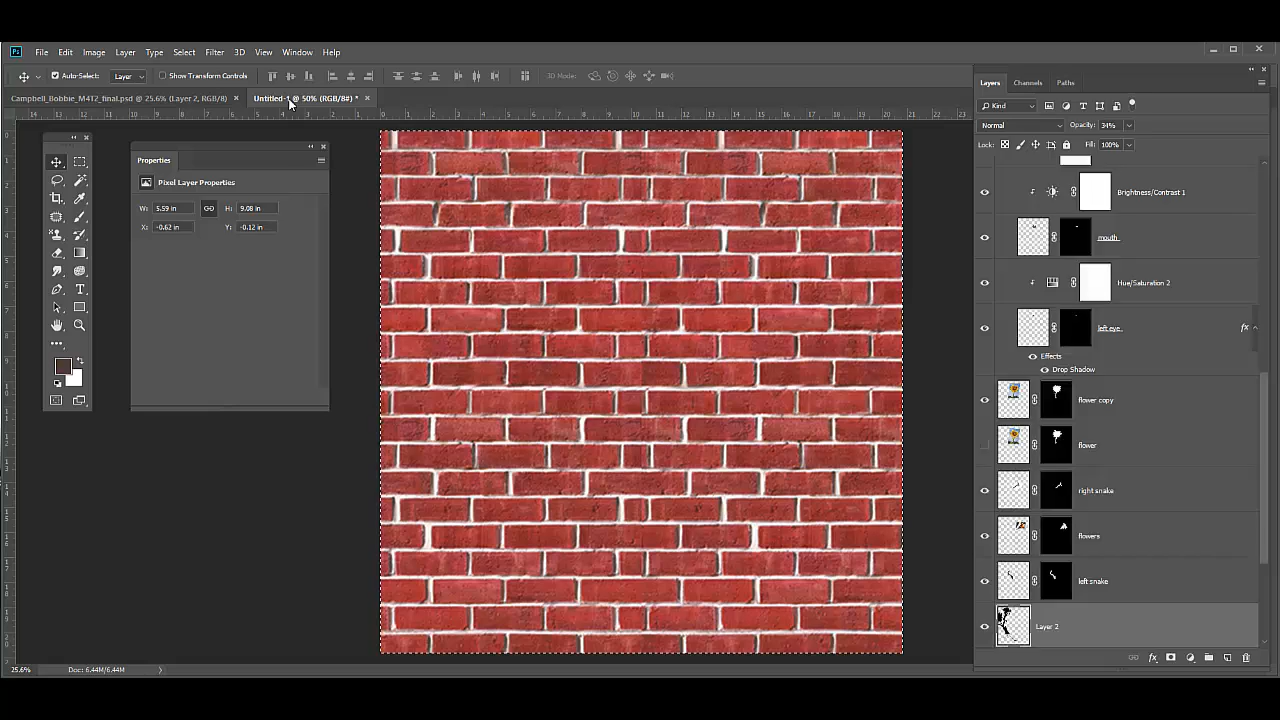 Ps File Edit Image Layer Type Select Filter 3D View Window Help
Auto-Select: Layer Show Transform Controls 3D Mode:
Campbell_Bobbie_M4T2_final.psd @ 25.6% (Layer 2, RGB/8) × Untitled-1 @ 50% (RGB/8#) * ×
Properties
Pixel Layer Properties
W: 5.59 in H: 9.08 in
X: -0.62 in Y: -0.12 in
Layers Channels Paths
Kind
Normal Opacity: 34%
Lock: Fill: 100%
Brightness/Contrast 1
mouth
Hue/Saturation 2
left eye fx
Effects
Drop Shadow
flower copy
flower
right snake
flowers
left snake
Layer 2
25.6% Doc: 6.44M/6.44M